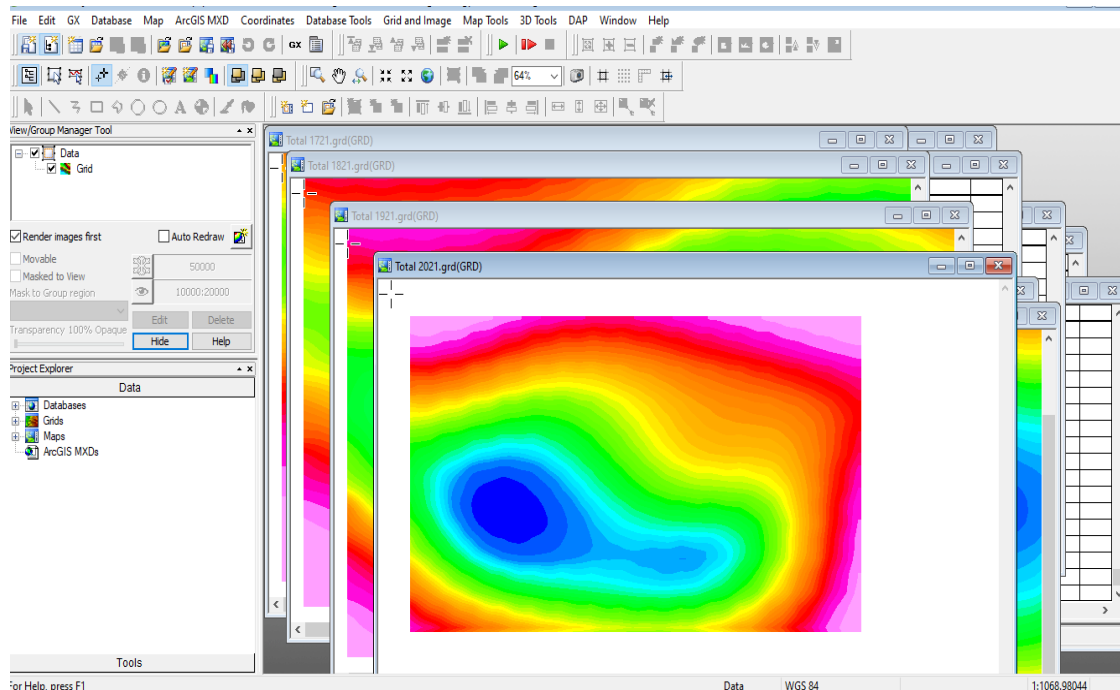 File Edit GX Database Map ArcGIS MXD Coordinates Database Tools Grid and Image Map Tools 3D Tools DAP Window Help
GX
64%
View/Group Manager Tool
Data
Grid
Render images first Auto Redraw
Movable
Masked to View
50000
Mask to Group region
10000:20000
Edit Delete
Transparency 100% Opaque
Hide Help
Project Explorer
Data
Databases
Grids
Maps
ArcGIS MXDs
Tools
Total 1721.grd(GRD)
Total 1821.grd(GRD)
Total 1921.grd(GRD)
Total 2021.grd(GRD)
For Help, press F1 Data WGS 84 1:1068.98044